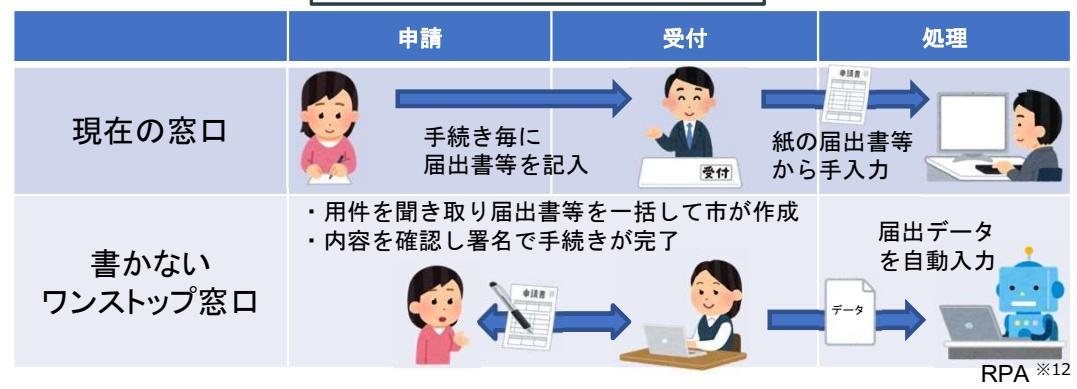 申請
受付
処理
現在の窓口
手続き毎に
届出書等を記入
受付
申請書
紙の届出書等
から手入力
書かない
ワンストップ窓口
・用件を聞き取り届出書等を一括して市が作成
・内容を確認し署名で手続きが完了
申請書
データ
届出データ
を自動入力
RPA ※12